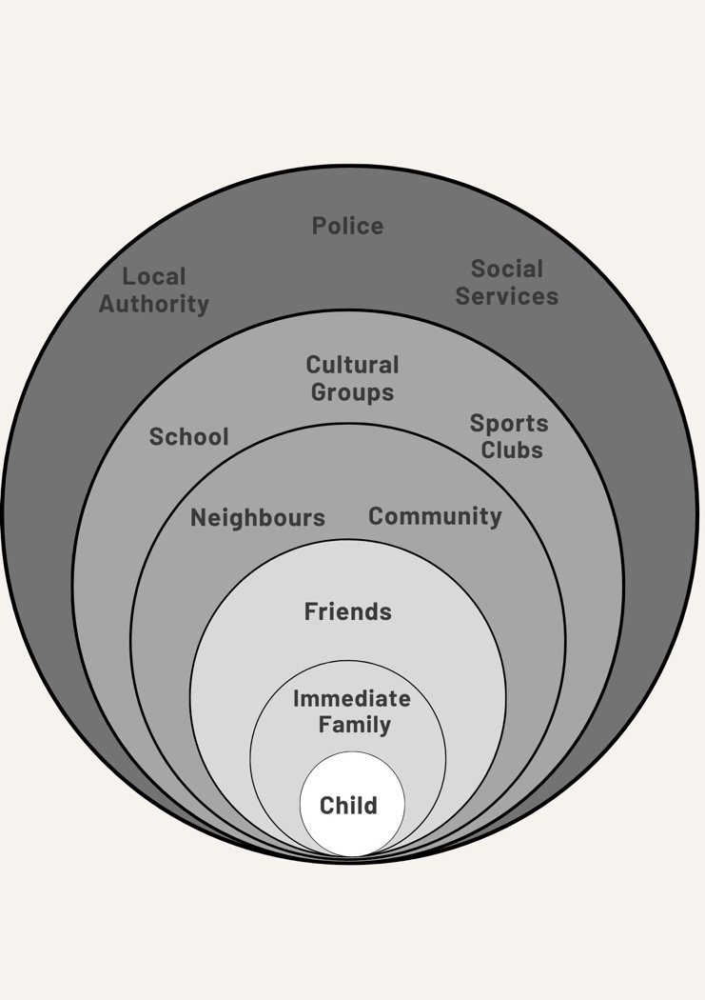 Police
Local
Authority
Social
Services
Cultural
Groups
School
Sports
Clubs
Neighbours
Community
Friends
Immediate
Family
Child